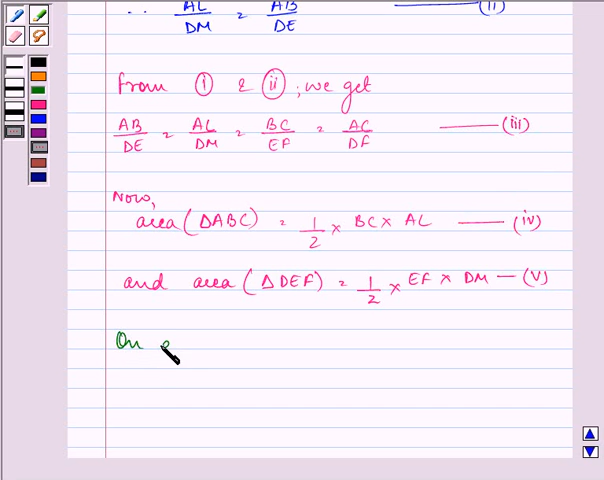 ∴ AL/DM = AB/DE ——— (ii)
From (i) & (ii), we get
AB/DE = AL/DM = BC/EF = AC/DF ——— (iii)
Now,
area(ΔABC) = 1/2 × BC × AL ——— (iv)
and area(ΔDEF) = 1/2 × EF × DM — (V)
On